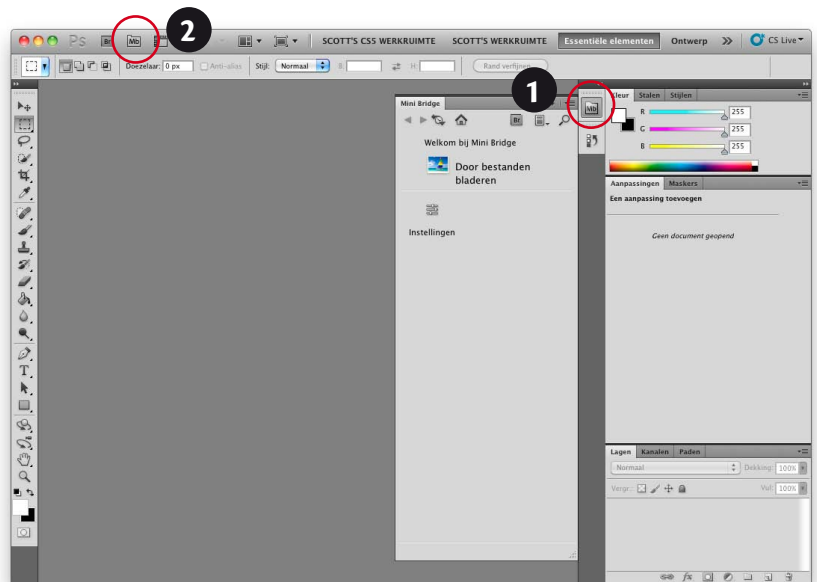 2
Ps Br Mb SCOTT'S CS5 WERKRUIMTE SCOTT'S WERKRUIMTE Essentiële elementen Ontwerp >> CS Live
Doezelaar: 0 px Anti-alias Stijl: Normaal B: H: Rand verfijnen...
1
Mini Bridge
Mb
Kleur Stalen Stijlen
Br
R 255
G 255
B 255
Welkom bij Mini Bridge
Door bestanden
bladeren
Instellingen
Aanpassingen Maskers
Een aanpassing toevoegen
Geen document geopend
T
Lagen Kanalen Paden
Normaal Dekking: 100%
Vergr.: Vul: 100%
fx